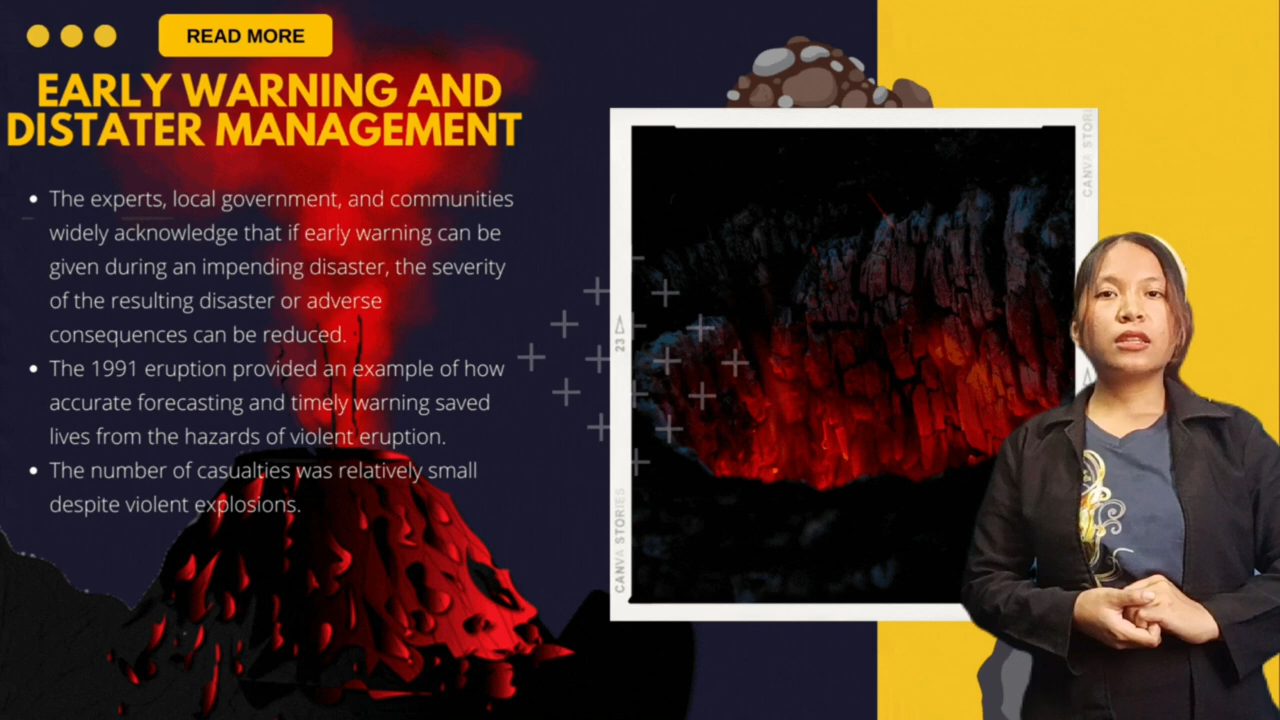 READ MORE
EARLY WARNING AND
DISTATER MANAGEMENT
• The experts, local government, and communities
widely acknowledge that if early warning can be
given during an impending disaster, the severity
of the resulting disaster or adverse
consequences can be reduced.
• The 1991 eruption provided an example of how
accurate forecasting and timely warning saved
lives from the hazards of violent eruption.
• The number of casualties was relatively small
despite violent explosions.
23
CANVA STORIES
CANVA STOR